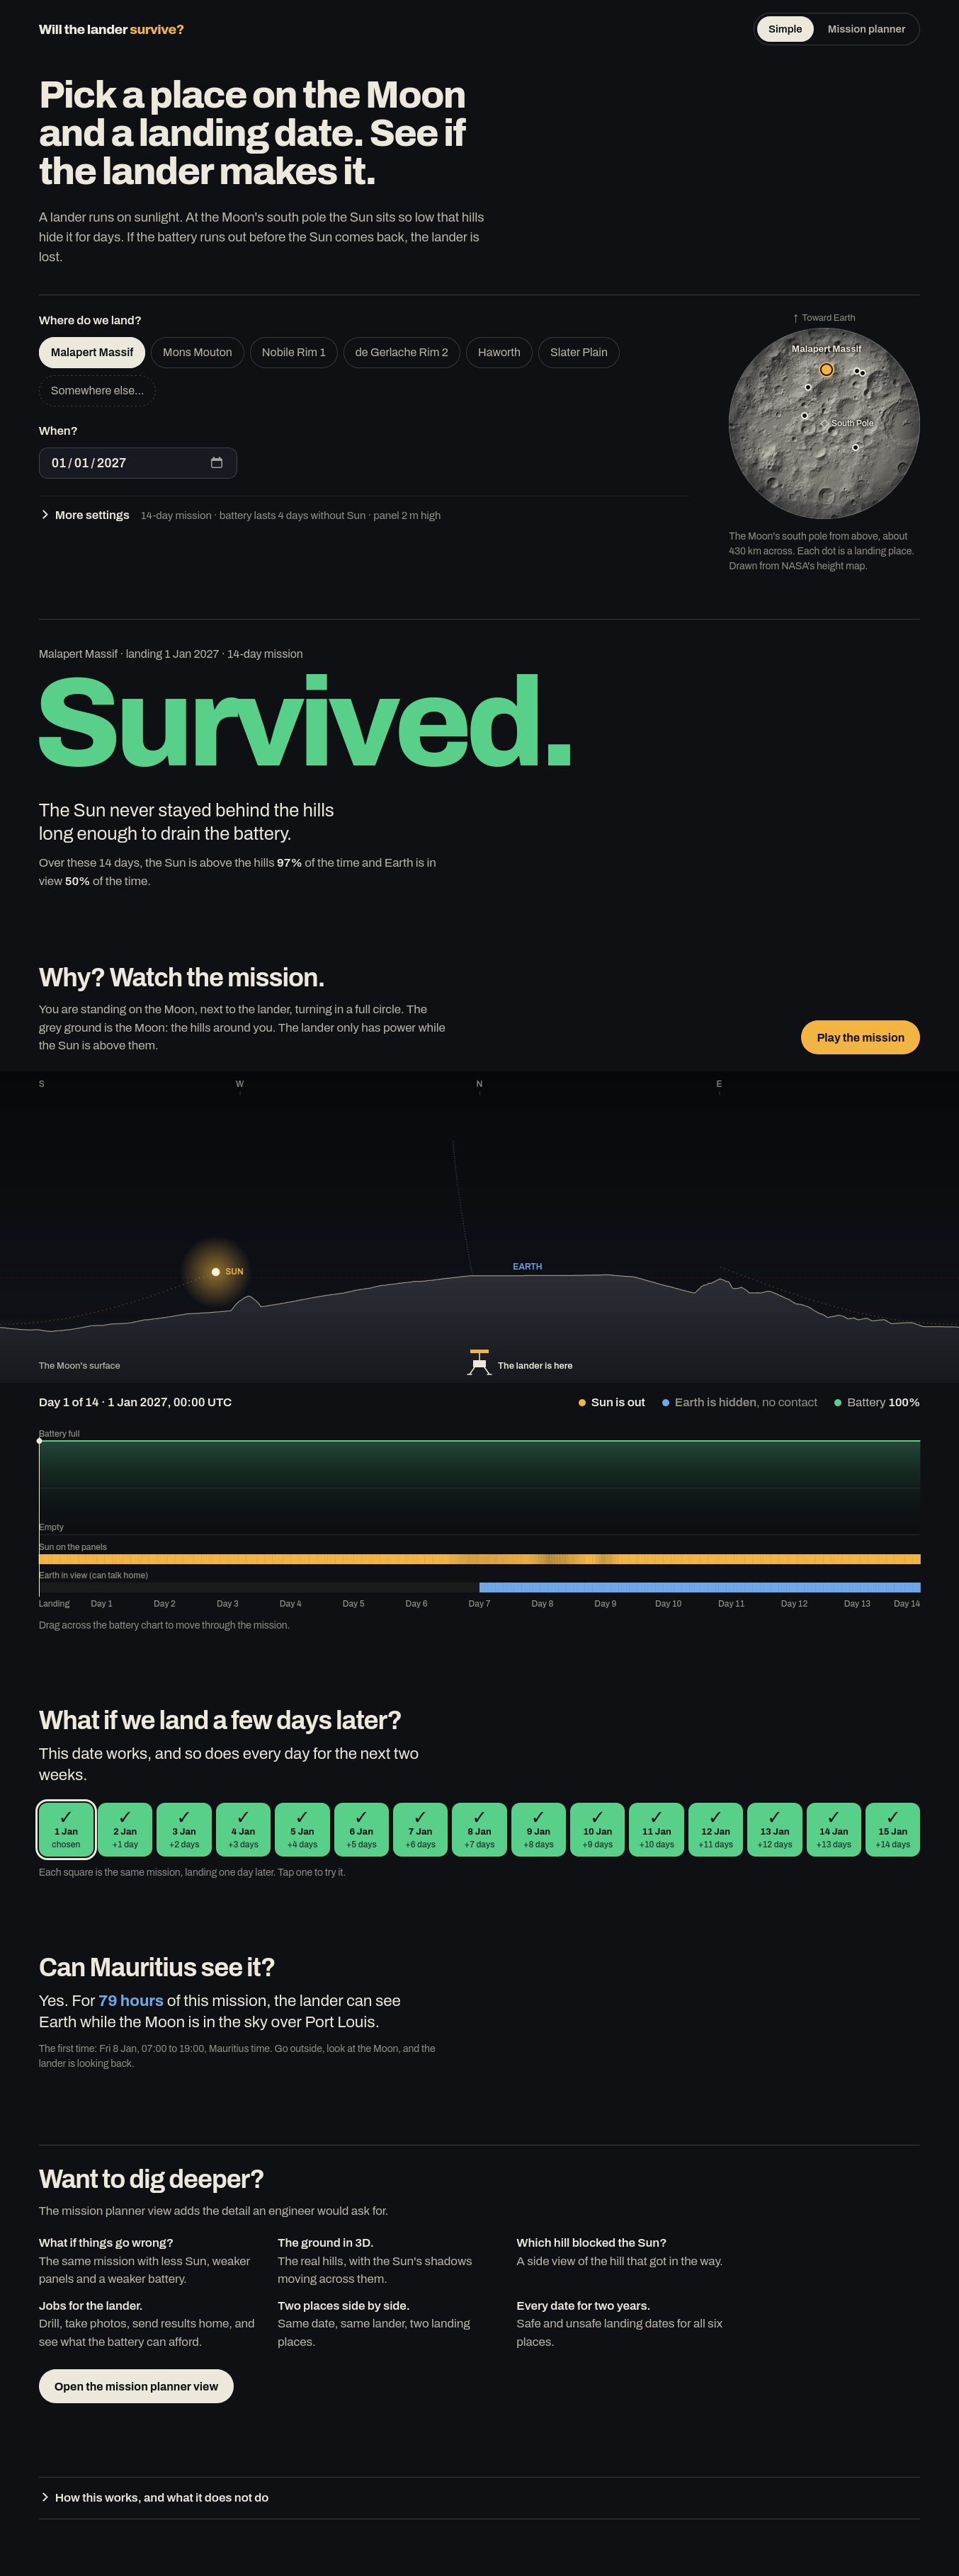 Will the lander survive?
Simple
Mission planner
Pick a place on the Moon
and a landing date. See if
the lander makes it.
A lander runs on sunlight. At the Moon's south pole the Sun sits so low that hills
hide it for days. If the battery runs out before the Sun comes back, the lander is
lost.
Where do we land?
Malapert Massif
Mons Mouton
Nobile Rim 1
de Gerlache Rim 2
Haworth
Slater Plain
Somewhere else...
When?
01/01/2027
More settings
14-day mission · battery lasts 4 days without Sun · panel 2 m high
↑ Toward Earth
Malapert Massif
South Pole
The Moon's south pole from above, about
430 km across. Each dot is a landing place.
Drawn from NASA's height map.
Malapert Massif · landing 1 Jan 2027 · 14-day mission
Survived.
The Sun never stayed behind the hills
long enough to drain the battery.
Over these 14 days, the Sun is above the hills 97% of the time and Earth is in
view 50% of the time.
Why? Watch the mission.
You are standing on the Moon, next to the lander, turning in a full circle. The
grey ground is the Moon: the hills around you. The lander only has power while
the Sun is above them.
Play the mission
S
W
N
E
SUN
EARTH
The Moon's surface
The lander is here
Day 1 of 14 · 1 Jan 2027, 00:00 UTC
Sun is out
Earth is hidden, no contact
Battery 100%
Battery full
Empty
Sun on the panels
Earth in view (can talk home)
Landing
Day 1
Day 2
Day 3
Day 4
Day 5
Day 6
Day 7
Day 8
Day 9
Day 10
Day 11
Day 12
Day 13
Day 14
Drag across the battery chart to move through the mission.
What if we land a few days later?
This date works, and so does every day for the next two
weeks.
✓
1 Jan
chosen
✓
2 Jan
+1 day
✓
3 Jan
+2 days
✓
4 Jan
+3 days
✓
5 Jan
+4 days
✓
6 Jan
+5 days
✓
7 Jan
+6 days
✓
8 Jan
+7 days
✓
9 Jan
+8 days
✓
10 Jan
+9 days
✓
11 Jan
+10 days
✓
12 Jan
+11 days
✓
13 Jan
+12 days
✓
14 Jan
+13 days
✓
15 Jan
+14 days
Each square is the same mission, landing one day later. Tap one to try it.
Can Mauritius see it?
Yes. For 79 hours of this mission, the lander can see
Earth while the Moon is in the sky over Port Louis.
The first time: Fri 8 Jan, 07:00 to 19:00, Mauritius time. Go outside, look at the Moon, and the
lander is looking back.
Want to dig deeper?
The mission planner view adds the detail an engineer would ask for.
What if things go wrong?
The same mission with less Sun, weaker
panels and a weaker battery.
The ground in 3D.
The real hills, with the Sun's shadows
moving across them.
Which hill blocked the Sun?
A side view of the hill that got in the way.
Jobs for the lander.
Drill, take photos, send results home, and
see what the battery can afford.
Two places side by side.
Same date, same lander, two landing
places.
Every date for two years.
Safe and unsafe landing dates for all six
places.
Open the mission planner view
How this works, and what it does not do